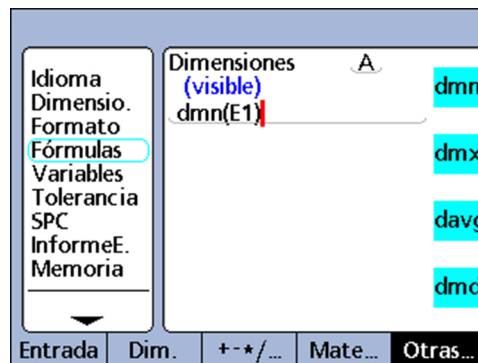 Idioma
Dimensio.
Formato
Fórmulas
Variables
Tolerancia
SPC
InformeE.
Memoria
Dimensiones A
(visible)
dmn(E1)
dmn
dmx
davg
dmd
Entrada Dim. +-*/... Mate... Otras...